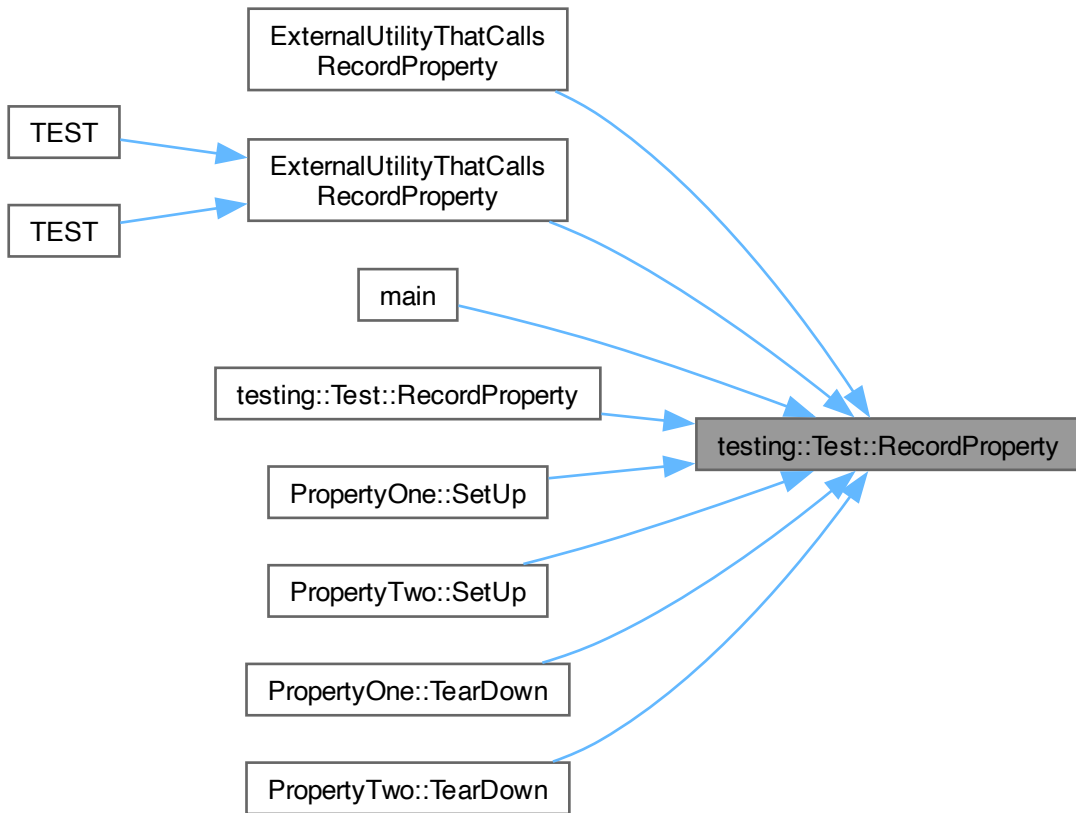 ExternalUtilityThatCalls
RecordProperty
TEST
ExternalUtilityThatCalls
RecordProperty
TEST
main
testing::Test::RecordProperty
testing::Test::RecordProperty
PropertyOne::SetUp
PropertyTwo::SetUp
PropertyOne::TearDown
PropertyTwo::TearDown